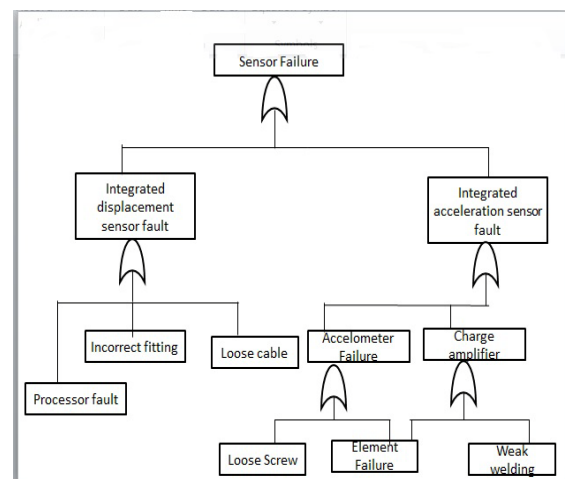 Sensor Failure
Integrated
displacement
sensor fault
Integrated
acceleration sensor
fault
Incorrect fitting
Loose cable
Accelometer
Failure
Charge
amplifier
Processor fault
Loose Screw
Element
Failure
Weak
welding